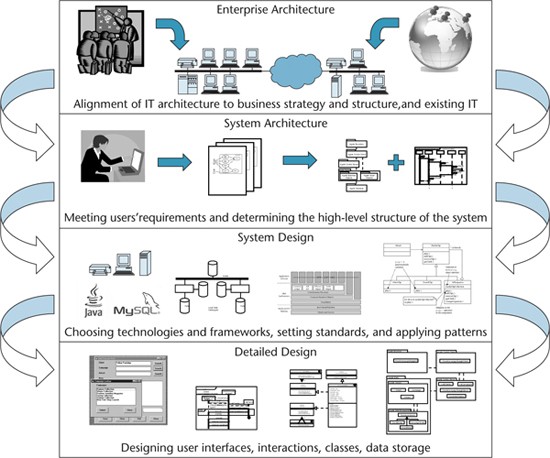 Enterprise Architecture
Alignment of IT architecture to business strategy and structure,and existing IT
System Architecture
Meeting users'requirements and determining the high-level structure of the system
System Design
Java
MySQL
Choosing technologies and frameworks, setting standards, and applying patterns
Detailed Design
Designing user interfaces, interactions, classes, data storage